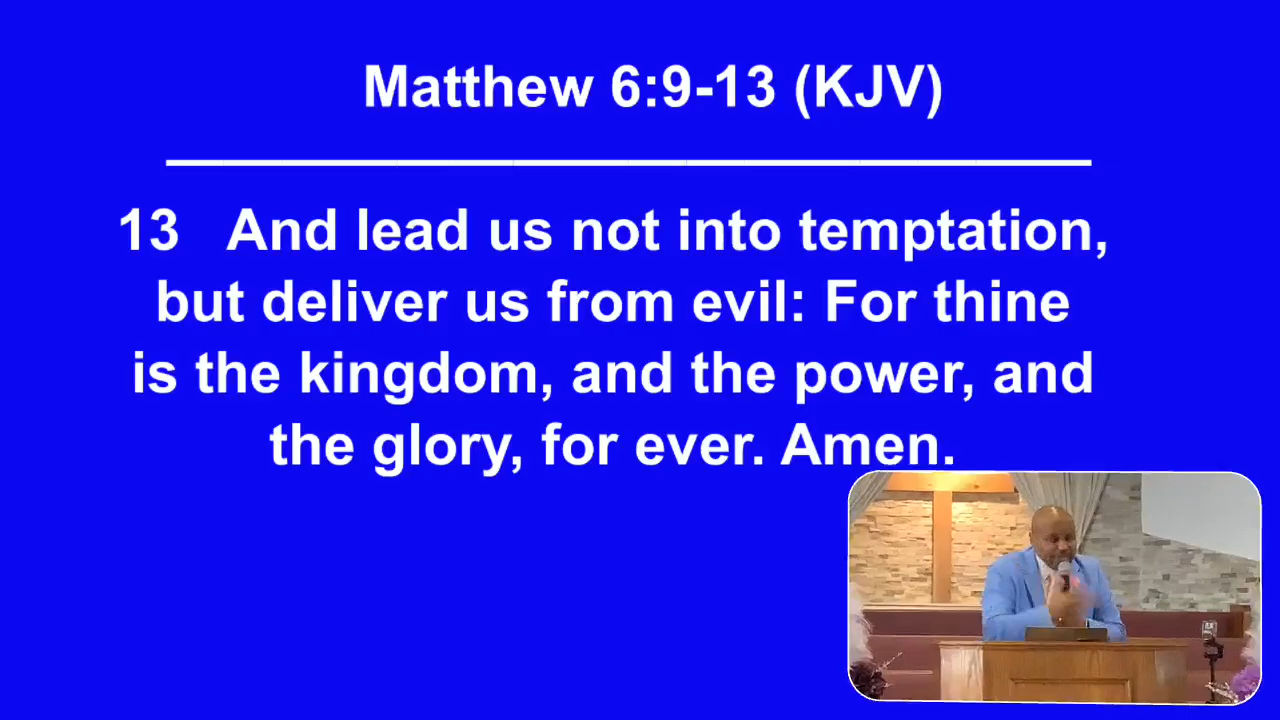 Matthew 6:9-13 (KJV)
13 And lead us not into temptation,
but deliver us from evil: For thine
is the kingdom, and the power, and
the glory, for ever. Amen.